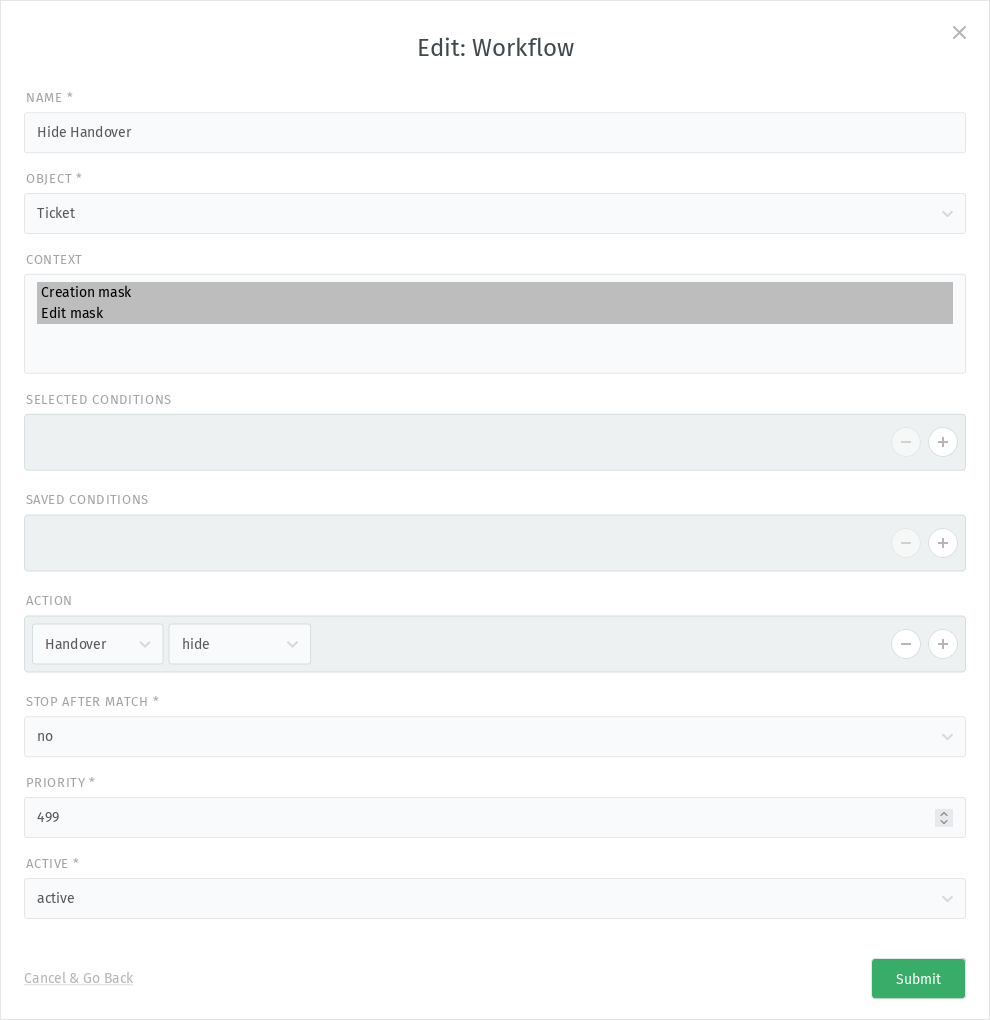 Edit: Workflow
NAME *
Hide Handover
OBJECT *
Ticket
CONTEXT
Creation mask
Edit mask
SELECTED CONDITIONS
SAVED CONDITIONS
ACTION
Handover hide
STOP AFTER MATCH *
no
PRIORITY *
499
ACTIVE *
active
Cancel & Go Back Submit